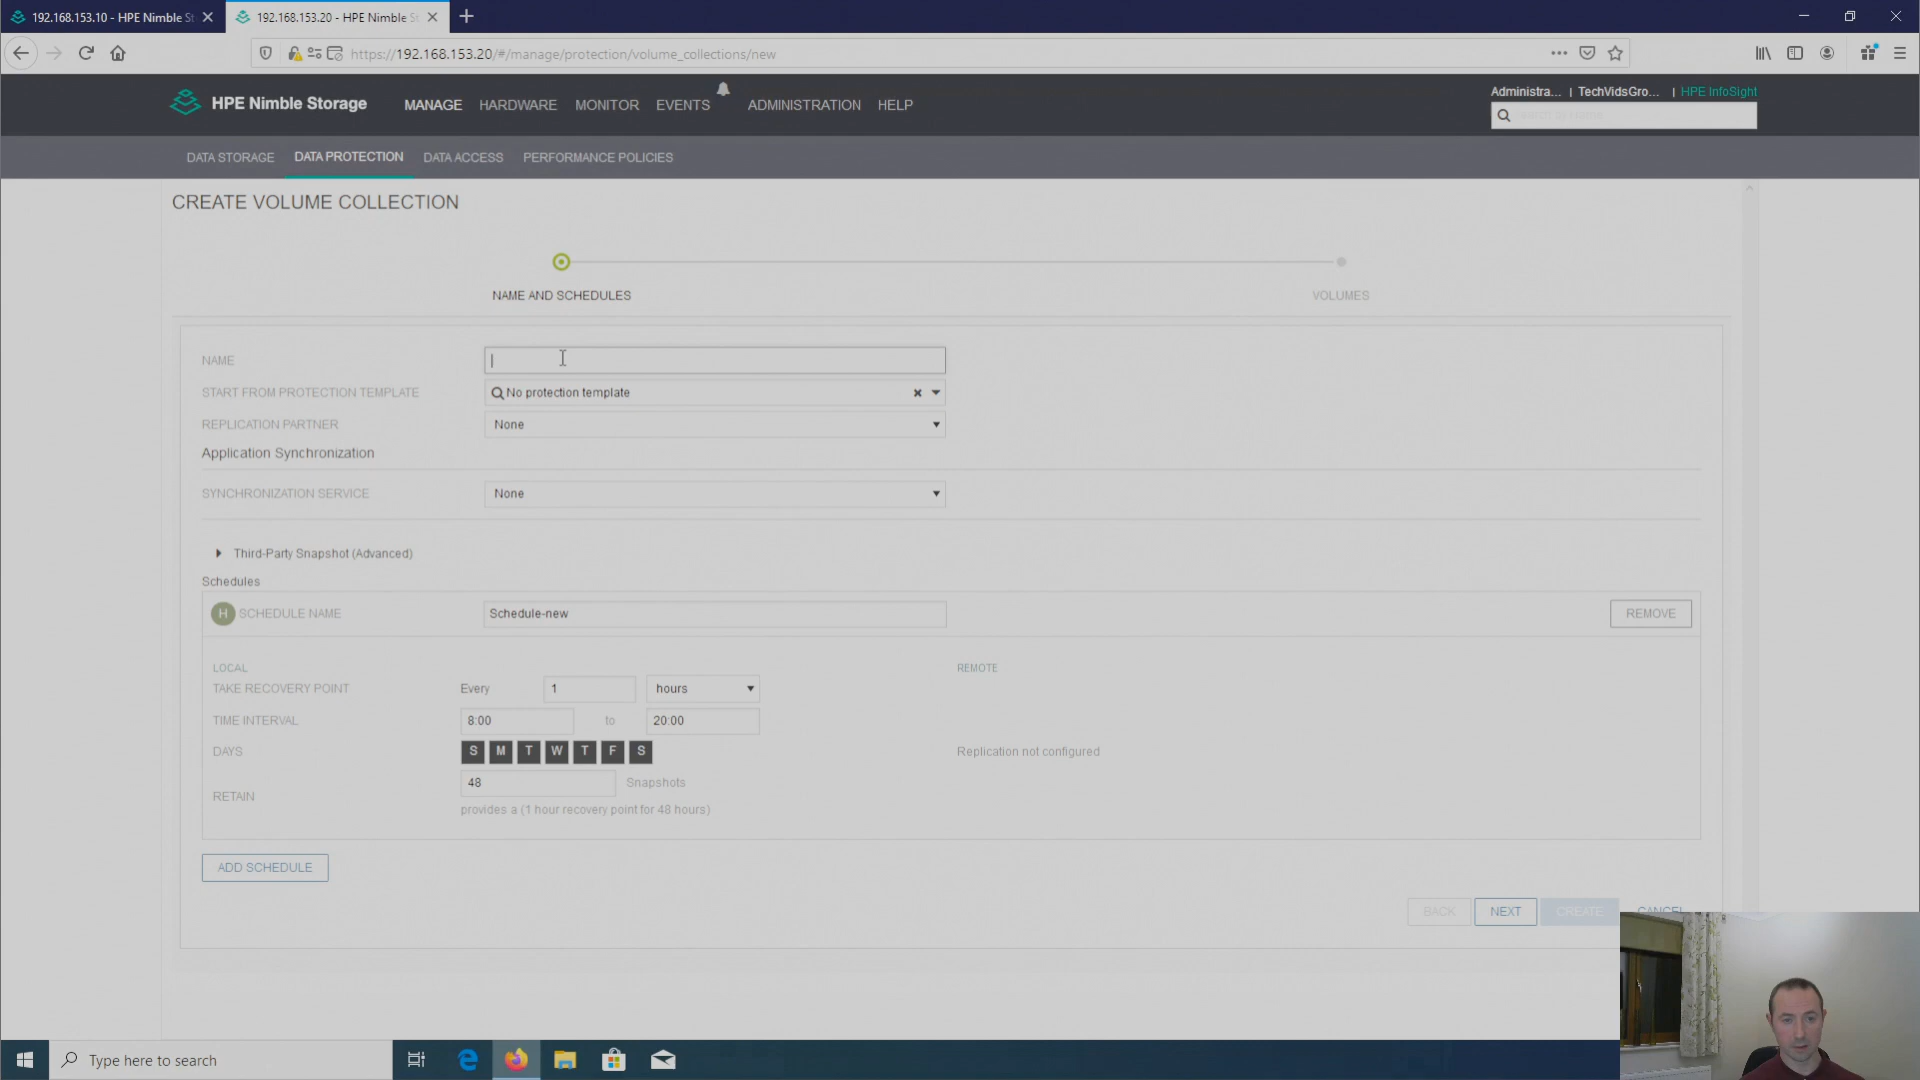 192.168.153.10 - HPE Nimble St
192.168.153.20 - HPE Nimble St
https://192.168.153.20/#/manage/protection/volume_collections/new
HPE Nimble Storage
MANAGE HARDWARE MONITOR EVENTS ADMINISTRATION HELP
Administra... | TechVidsGro... | HPE InfoSight
DATA STORAGE DATA PROTECTION DATA ACCESS PERFORMANCE POLICIES
CREATE VOLUME COLLECTION
NAME AND SCHEDULES VOLUMES
NAME
START FROM PROTECTION TEMPLATE No protection template
REPLICATION PARTNER None
Application Synchronization
SYNCHRONIZATION SERVICE None
Third-Party Snapshot (Advanced)
Schedules
H SCHEDULE NAME Schedule-new REMOVE
LOCAL REMOTE
TAKE RECOVERY POINT Every 1 hours
TIME INTERVAL 8:00 to 20:00
DAYS S M T W T F S Replication not configured
RETAIN 48 Snapshots
provides a (1 hour recovery point for 48 hours)
ADD SCHEDULE
BACK NEXT CREATE CANCEL
Type here to search